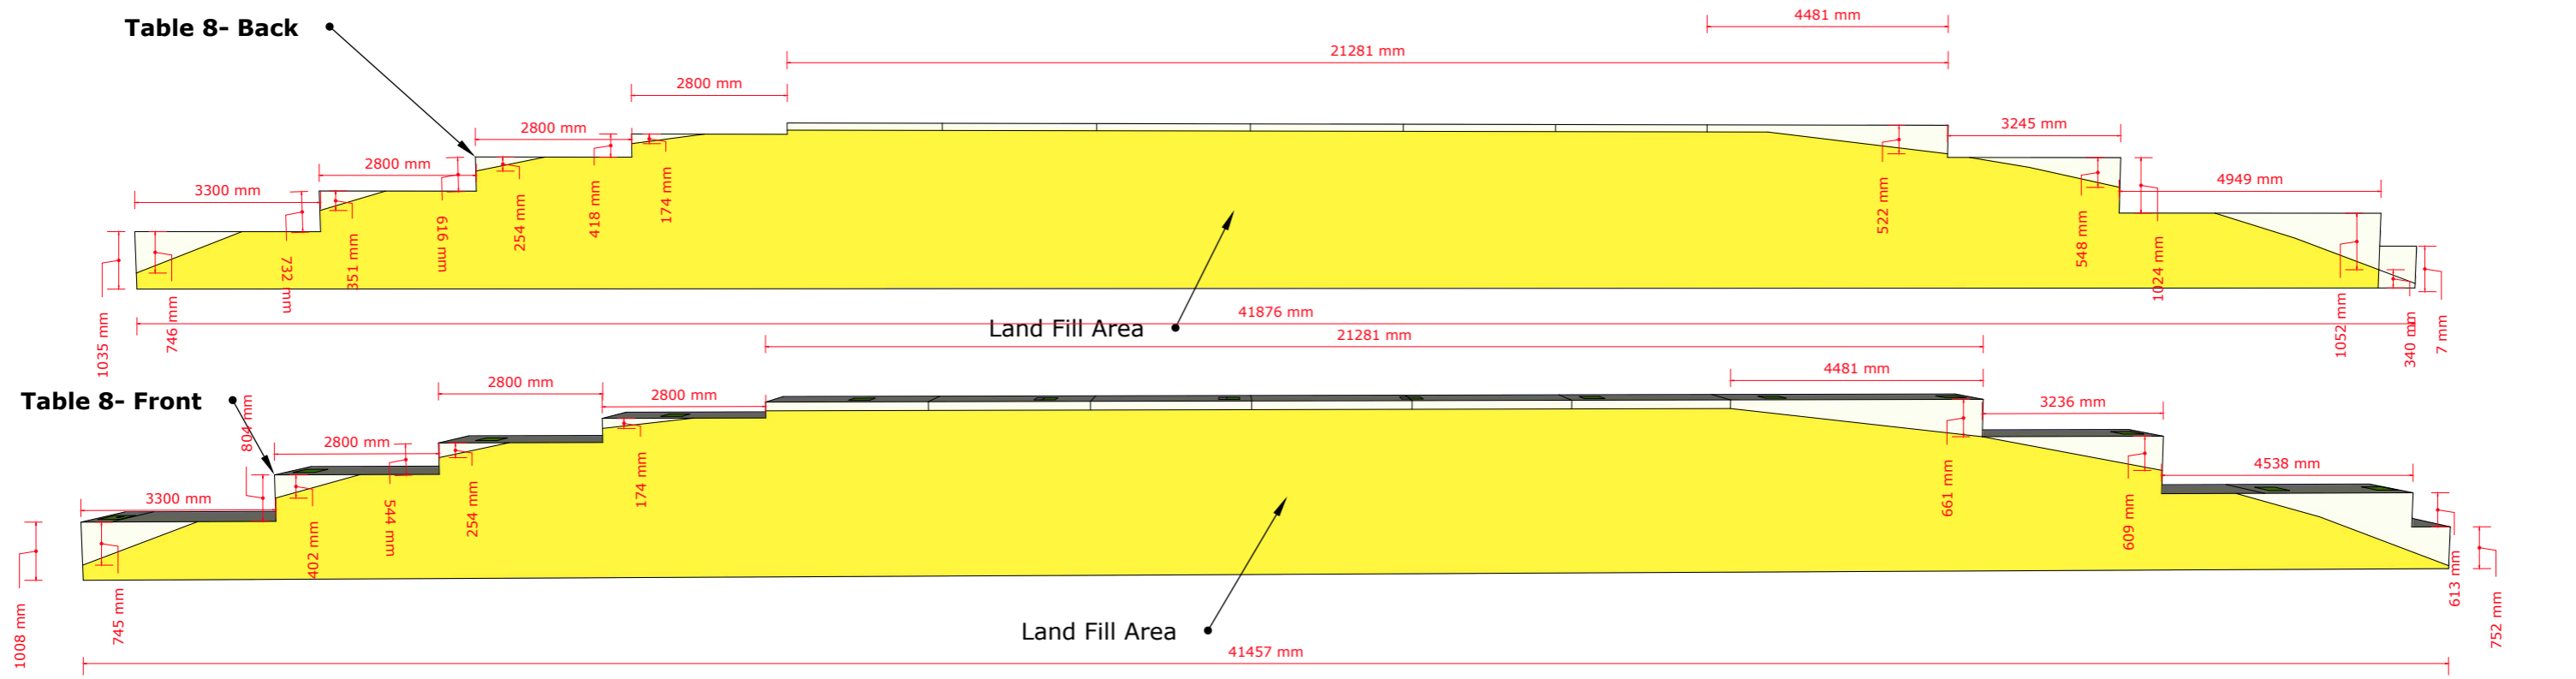 4481 mm
Table 8- Back
21281 mm
2800 mm
2800 mm
3245 mm
2800 mm
4949 mm
3300 mm
174 mm
418 mm
254 mm
616 mm
522 mm
548 mm
351 mm
732 mm
1024 mm
746 mm
1035 mm
1052 mm
340 mm
7 mm
41876 mm
Land Fill Area
21281 mm
4481 mm
2800 mm
2800 mm
Table 8- Front
804 mm
3236 mm
2800 mm
4538 mm
3300 mm
174 mm
254 mm
544 mm
402 mm
661 mm
609 mm
613 mm
745 mm
1008 mm
752 mm
Land Fill Area
41457 mm